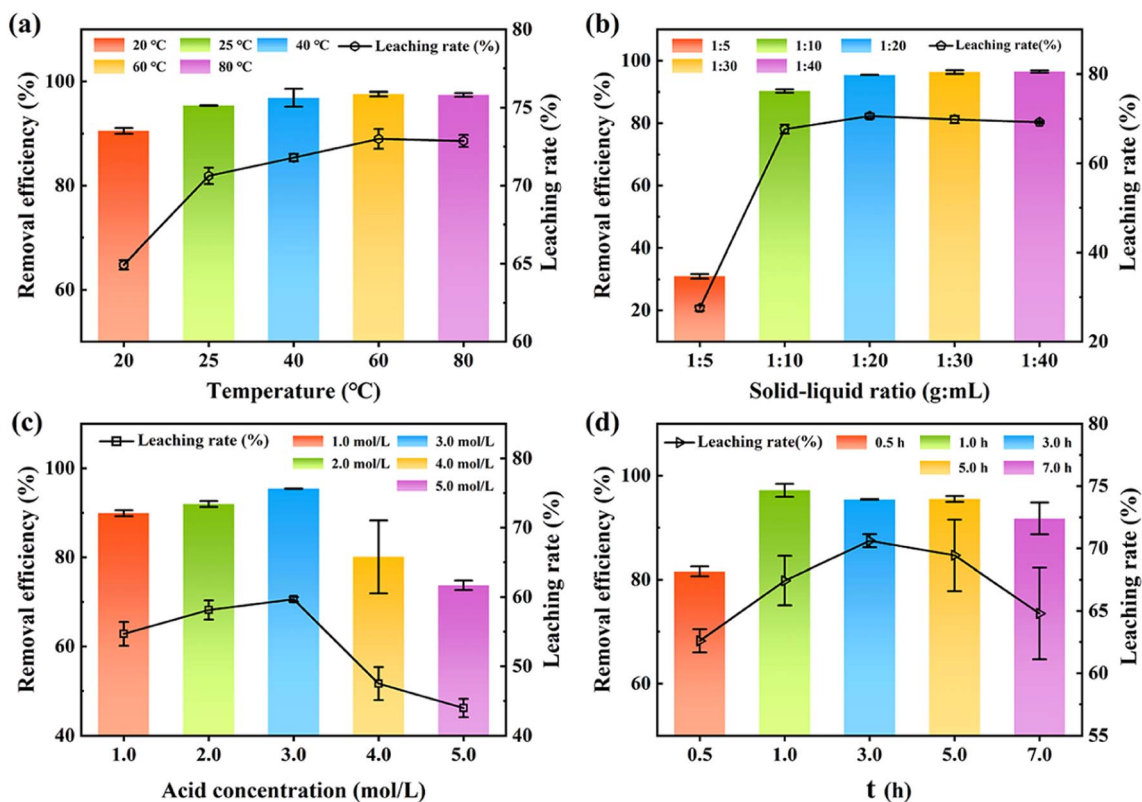 (a)
20 °C 25 °C 40 °C Leaching rate (%)
60 °C 80 °C
Removal efficiency (%)
100
80
60
80
75
70
65
60
Leaching rate (%)
20 25 40 60 80
Temperature (°C)
(b)
1:5 1:10 1:20 Leaching rate(%)
1:30 1:40
Removal efficiency (%)
100
80
60
40
20
80
60
40
20
Leaching rate (%)
1:5 1:10 1:20 1:30 1:40
Solid-liquid ratio (g:mL)
(c)
Leaching rate (%) 1.0 mol/L 3.0 mol/L
2.0 mol/L 4.0 mol/L
5.0 mol/L
Removal efficiency (%)
100
80
60
40
80
70
60
50
40
Leaching rate (%)
1.0 2.0 3.0 4.0 5.0
Acid concentration (mol/L)
(d)
Leaching rate(%) 0.5 h 1.0 h 3.0 h
5.0 h 7.0 h
Removal efficiency (%)
100
80
60
80
75
70
65
60
55
Leaching rate (%)
0.5 1.0 3.0 5.0 7.0
t (h)